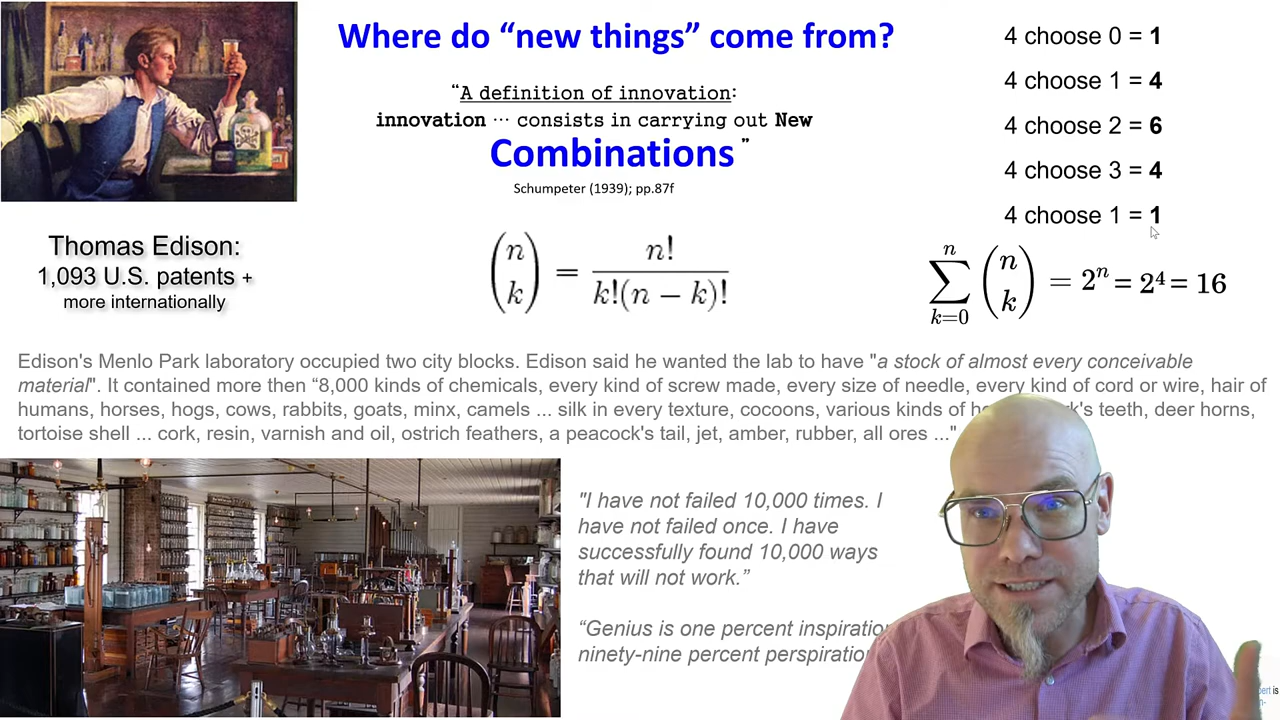 Where do “new things” come from?
“A definition of innovation:
innovation ... consists in carrying out New
Combinations ”
Schumpeter (1939); pp.87f
4 choose 0 = 1
4 choose 1 = 4
4 choose 2 = 6
4 choose 3 = 4
4 choose 1 = 1
Thomas Edison:
1,093 U.S. patents +
more internationally
(n k) = n! / k!(n − k)!
n ∑ k=0 (n k) = 2ⁿ = 2⁴ = 16
Edison's Menlo Park laboratory occupied two city blocks. Edison said he wanted the lab to have "a stock of almost every conceivable
material". It contained more then “8,000 kinds of chemicals, every kind of screw made, every size of needle, every kind of cord or wire, hair of
humans, horses, hogs, cows, rabbits, goats, minx, camels ... silk in every texture, cocoons, various kinds of teeth, deer horns,
tortoise shell ... cork, resin, varnish and oil, ostrich feathers, a peacock's tail, jet, amber, rubber, all ores ..."
"I have not failed 10,000 times. I
have not failed once. I have
successfully found 10,000 ways
that will not work.”
“Genius is one percent inspiration
ninety-nine percent perspiration
is